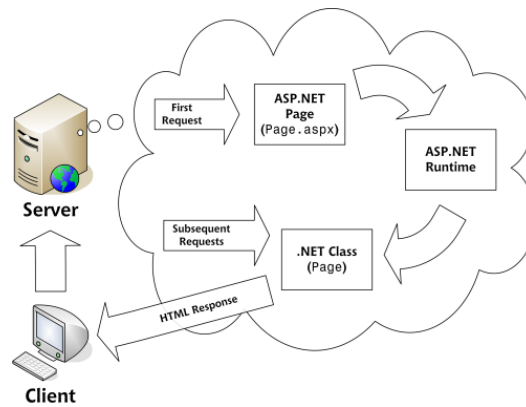 First
Request
ASP.NET
Page
(Page.aspx)
ASP.NET
Runtime
Server
Subsequent
Requests
.NET Class
(Page)
HTML Response
Client